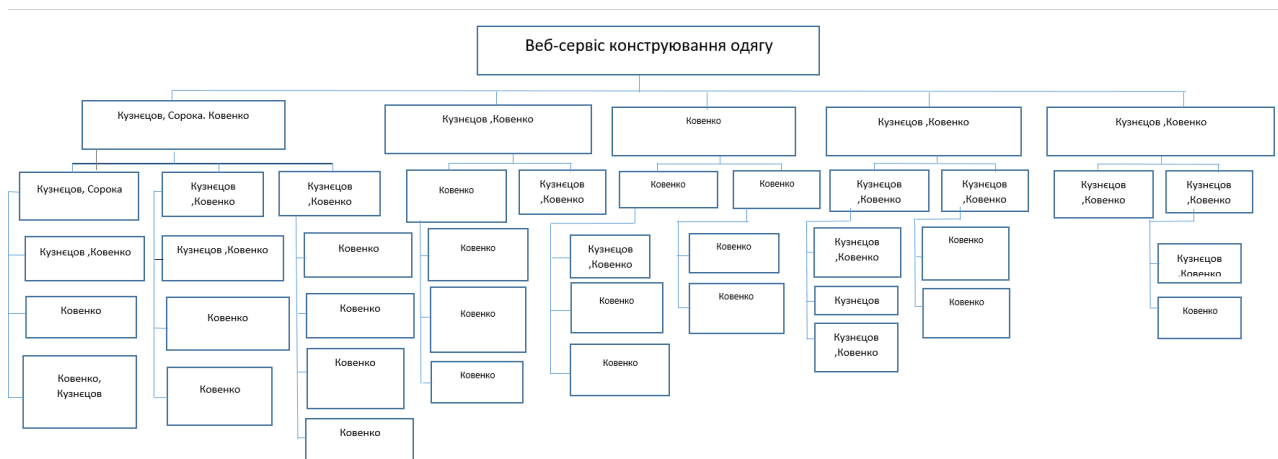 Веб-сервіс конструювання одягу
Кузнєцов, Сорока. Ковенко
Кузнєцов ,Ковенко
Ковенко
Кузнєцов ,Ковенко
Кузнєцов ,Ковенко
Кузнєцов, Сорока
Кузнєцов
,Ковенко
Кузнєцов
,Ковенко
Ковенко
Кузнєцов
,Ковенко
Ковенко
Ковенко
Кузнєцов
,Ковенко
Кузнєцов
,Ковенко
Кузнєцов
,Ковенко
Кузнєцов
,Ковенко
Кузнєцов ,Ковенко
Кузнєцов ,Ковенко
Ковенко
Ковенко
Кузнєцов
,Ковенко
Ковенко
Кузнєцов
,Ковенко
Ковенко
Кузнєцов
,Ковенко
Ковенко
Ковенко
Ковенко
Ковенко
Ковенко
Ковенко
Кузнєцов
Ковенко
Ковенко
Ковенко,
Кузнєцов
Ковенко
Ковенко
Ковенко
Ковенко
Кузнєцов
,Ковенко
Ковенко